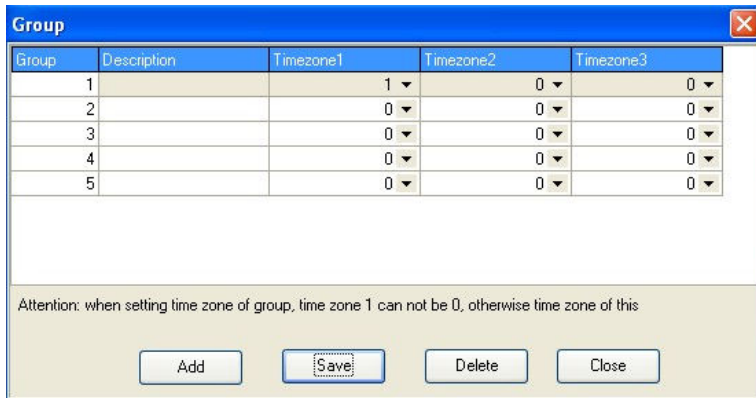 Group
Group Description Timezone1 Timezone2 Timezone3
1 1 0 0
2 0 0 0
3 0 0 0
4 0 0 0
5 0 0 0
Attention: when setting time zone of group, time zone 1 can not be 0, otherwise time zone of this
Add Save Delete Close